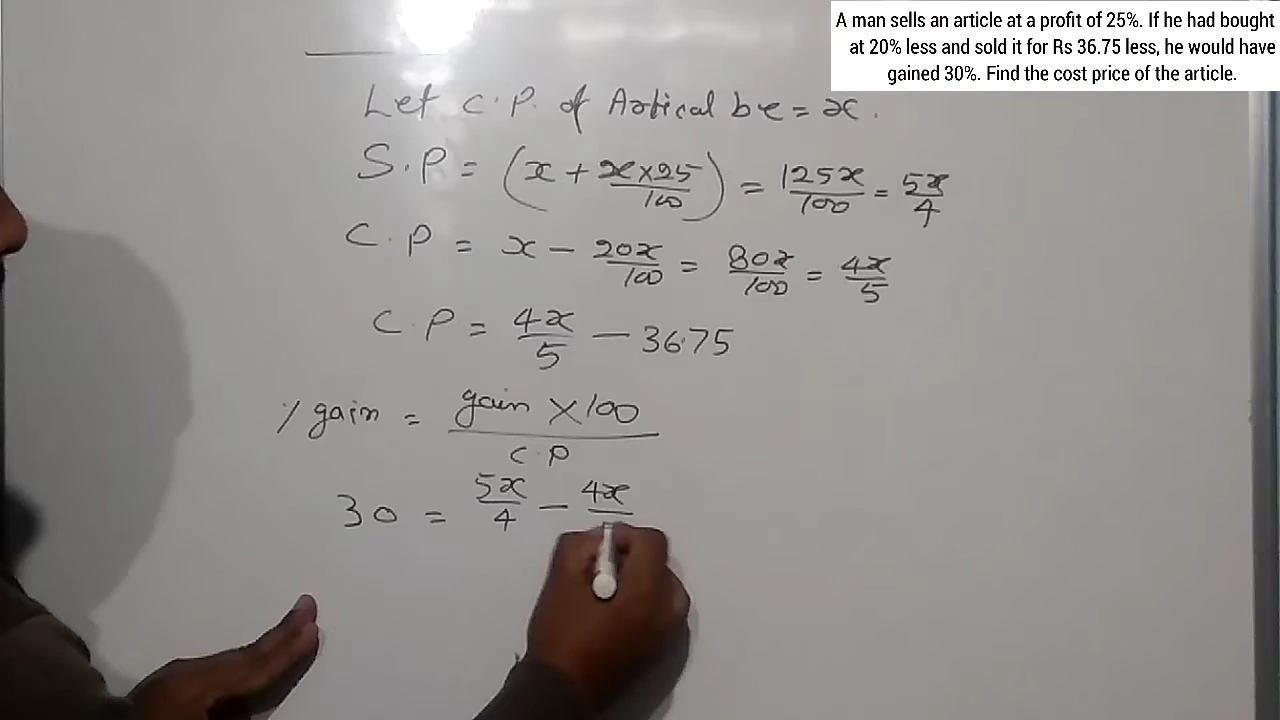 A man sells an article at a profit of 25%. If he had bought
at 20% less and sold it for Rs 36.75 less, he would have
gained 30%. Find the cost price of the article.
Let C.P. of Artical be = x.
S.P = (x + x×25/100) = 125x/100 = 5x/4
C.P = x - 20x/100 = 80x/100 = 4x/5
C.P = 4x/5 - 36.75
% gain = gain × 100 / C.P
30 = 5x/4 - 4x